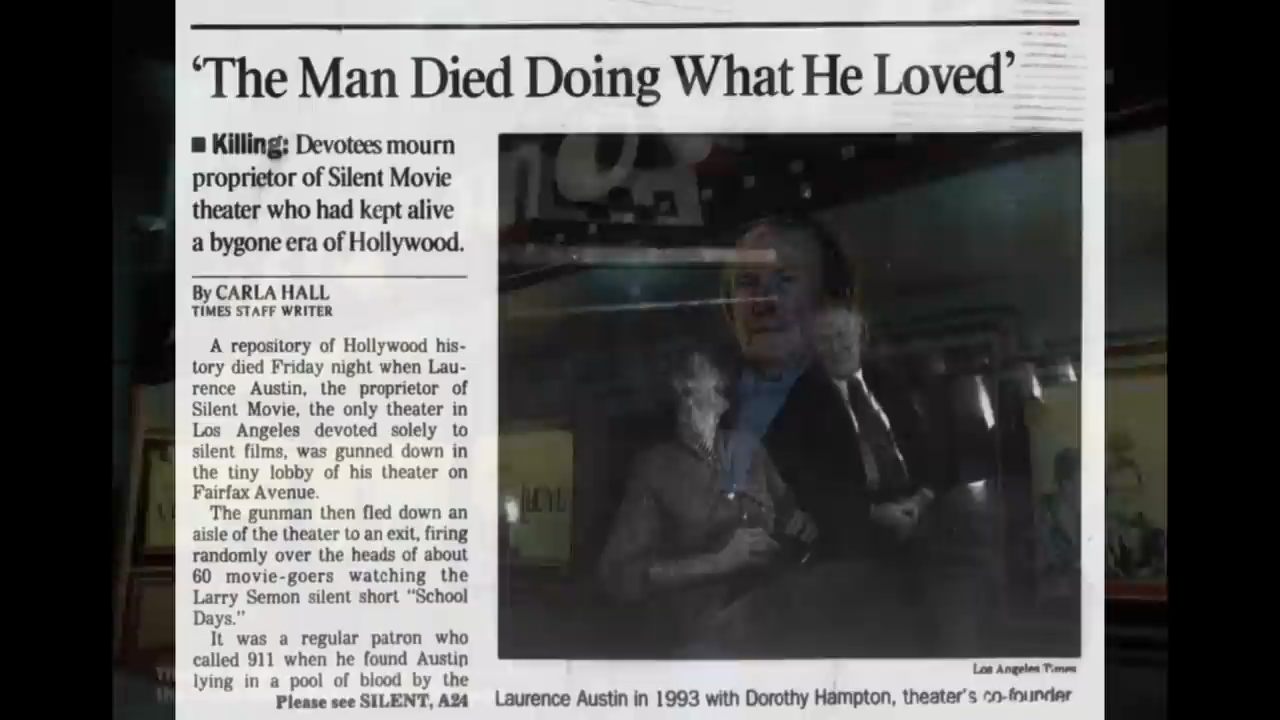 ‘The Man Died Doing What He Loved’
■ Killing: Devotees mourn
proprietor of Silent Movie
theater who had kept alive
a bygone era of Hollywood.
By CARLA HALL
TIMES STAFF WRITER
A repository of Hollywood his-
tory died Friday night when Lau-
rence Austin, the proprietor of
Silent Movie, the only theater in
Los Angeles devoted solely to
silent films, was gunned down in
the tiny lobby of his theater on
Fairfax Avenue.
The gunman then fled down an
aisle of the theater to an exit, firing
randomly over the heads of about
60 movie-goers watching the
Larry Semon silent short “School
Days.”
It was a regular patron who
called 911 when he found Austin
lying in a pool of blood by the
Please see SILENT, A24
Los Angeles Times
Laurence Austin in 1993 with Dorothy Hampton, theater’s co-founder